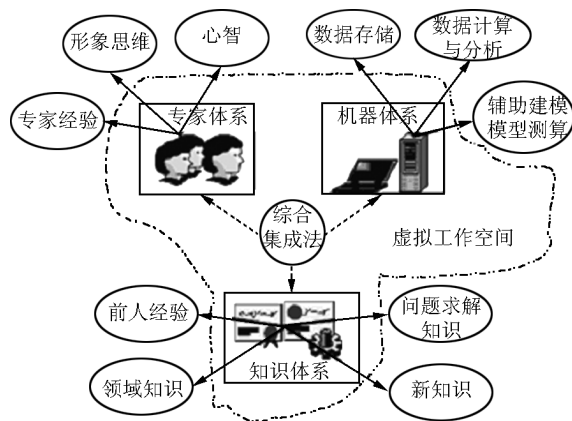 形象思维
心智
数据存储
数据计算
与分析
专家经验
专家体系
机器体系
辅助建模
模型测算
综合
集成法
虚拟工作空间
前人经验
问题求解
知识
知识体系
领域知识
新知识